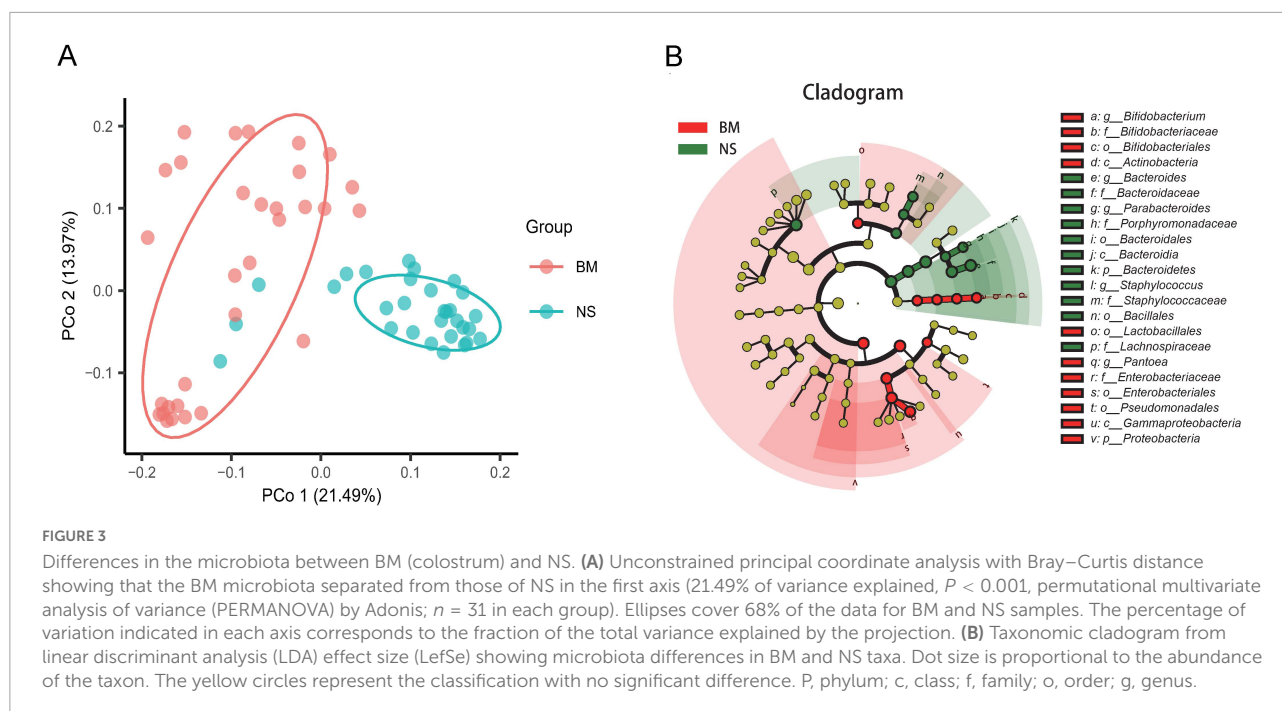 A
B
Cladogram
BM
NS
PCo 2 (13.97%)
0.2
0.1
0.0
−0.1
−0.2
−0.1
0.0
0.1
0.2
PCo 1 (21.49%)
Group
BM
NS
o
m
n
p
k
f
d
t
r
s
u
v
a: g__Bifidobacterium
b: f__Bifidobacteriaceae
c: o__Bifidobacteriales
d: c__Actinobacteria
e: g__Bacteroides
f: f__Bacteroidaceae
g: g__Parabacteroides
h: f__Porphyromonadaceae
i: o__Bacteroidales
j: c__Bacteroidia
k: p__Bacteroidetes
l: g__Staphylococcus
m: f__Staphylococcaceae
n: o__Bacillales
o: o__Lactobacillales
p: f__Lachnospiraceae
q: g__Pantoea
r: f__Enterobacteriaceae
s: o__Enterobacteriales
t: o__Pseudomonadales
u: c__Gammaproteobacteria
v: p__Proteobacteria
FIGURE 3
Differences in the microbiota between BM (colostrum) and NS. (A) Unconstrained principal coordinate analysis with Bray–Curtis distance
showing that the BM microbiota separated from those of NS in the first axis (21.49% of variance explained, P < 0.001, permutational multivariate
analysis of variance (PERMANOVA) by Adonis; n = 31 in each group). Ellipses cover 68% of the data for BM and NS samples. The percentage of
variation indicated in each axis corresponds to the fraction of the total variance explained by the projection. (B) Taxonomic cladogram from
linear discriminant analysis (LDA) effect size (LefSe) showing microbiota differences in BM and NS taxa. Dot size is proportional to the abundance
of the taxon. The yellow circles represent the classification with no significant difference. P, phylum; c, class; f, family; o, order; g, genus.